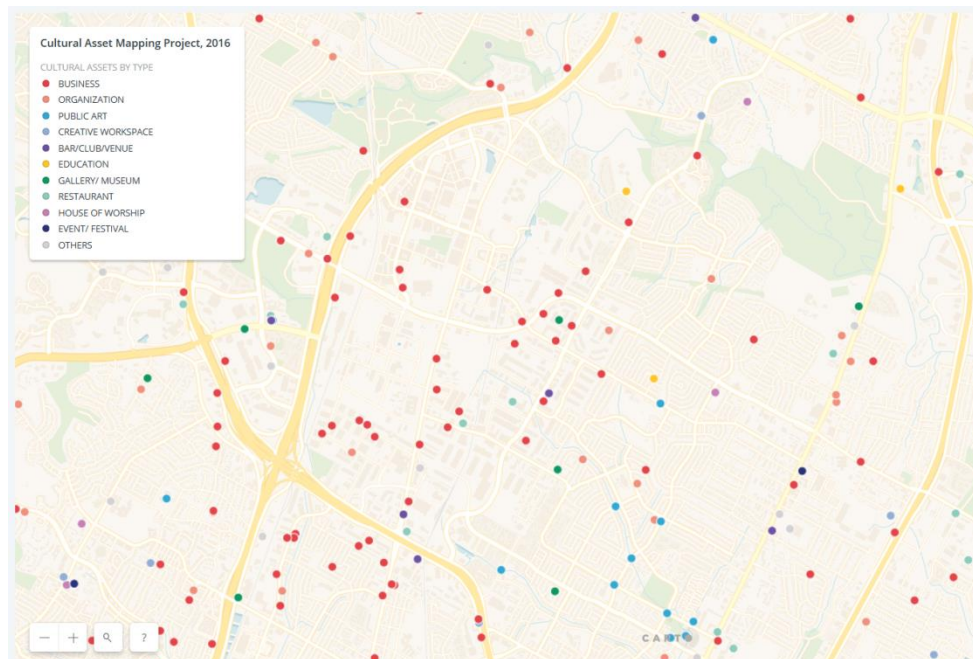 Cultural Asset Mapping Project, 2016
CULTURAL ASSETS BY TYPE
BUSINESS
ORGANIZATION
PUBLIC ART
CREATIVE WORKSPACE
BAR/CLUB/VENUE
EDUCATION
GALLERY/ MUSEUM
RESTAURANT
HOUSE OF WORSHIP
EVENT/ FESTIVAL
OTHERS
− + ?
CARTO